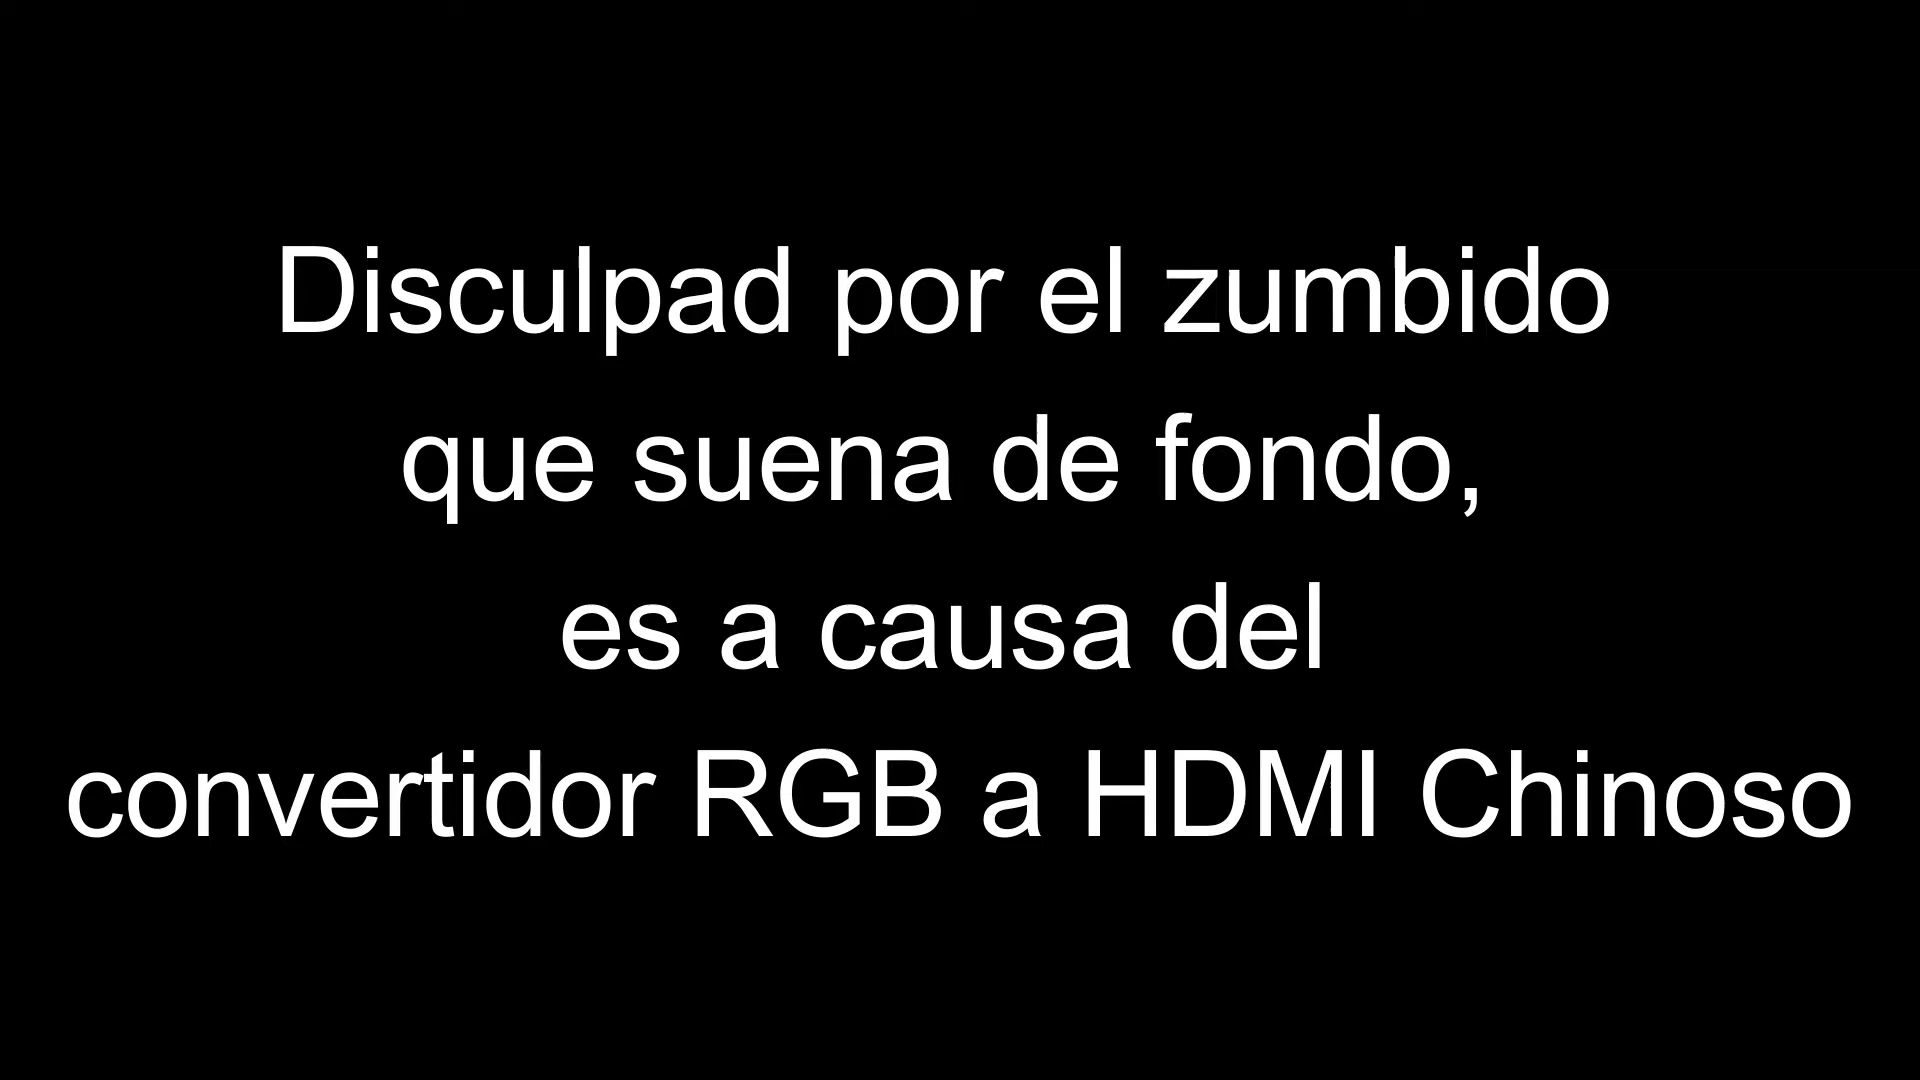 Disculpad por el zumbido
que suena de fondo,
es a causa del
convertidor RGB a HDMI Chinoso